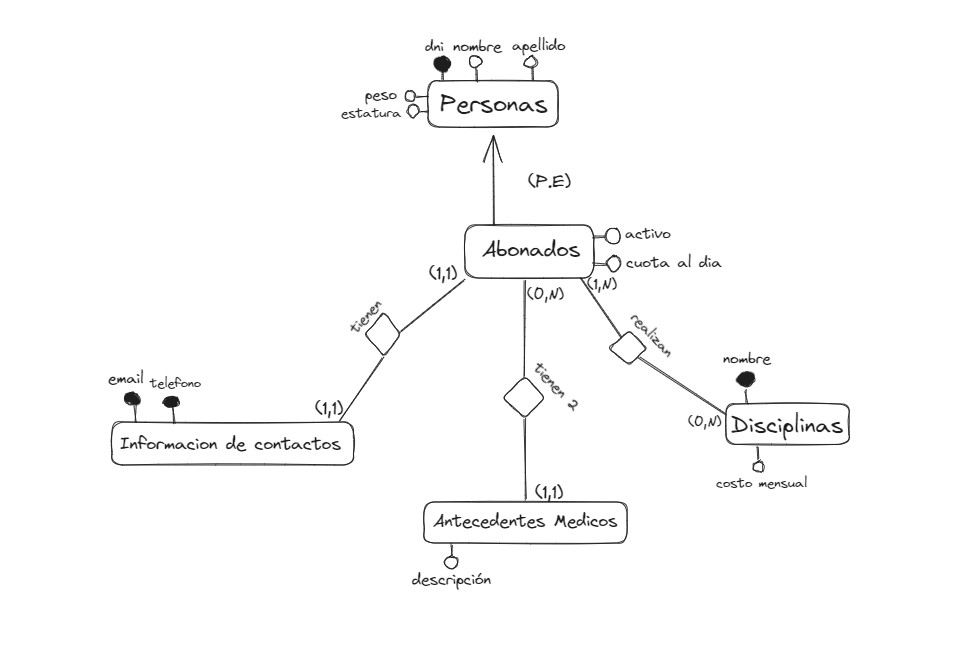 dni nombre apellido
Personas
peso
estatura
(P.E)
Abonados
activo
cuota al dia
(1,1)
(0,N)
(1,N)
tienen
realizan
tienen 2
nombre
email telefono
(1,1)
(0,N)
Disciplinas
Informacion de contactos
costo mensual
(1,1)
Antecedentes Medicos
descripción